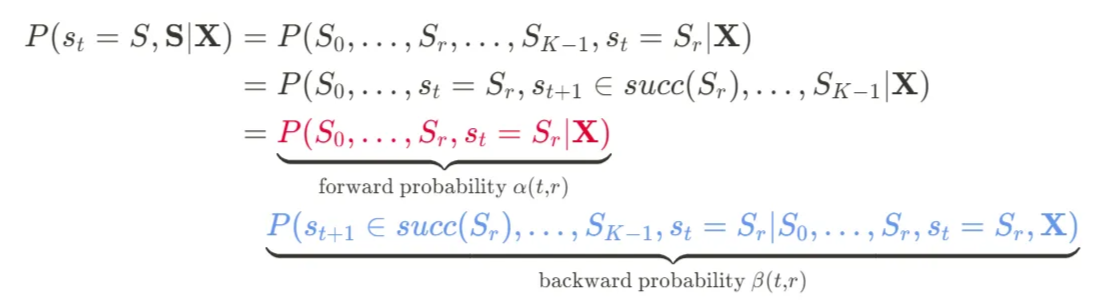 P(s_t = S, 𝐒|𝐗) = P(S_0, …, S_r, …, S_{K−1}, s_t = S_r|𝐗)
= P(S_0, …, s_t = S_r, s_{t+1} ∈ succ(S_r), …, S_{K−1}|𝐗)
= P(S_0, …, S_r, s_t = S_r|𝐗)
forward probability α(t,r)
P(s_{t+1} ∈ succ(S_r), …, S_{K−1}, s_t = S_r|S_0, …, S_r, s_t = S_r, 𝐗)
backward probability β(t,r)